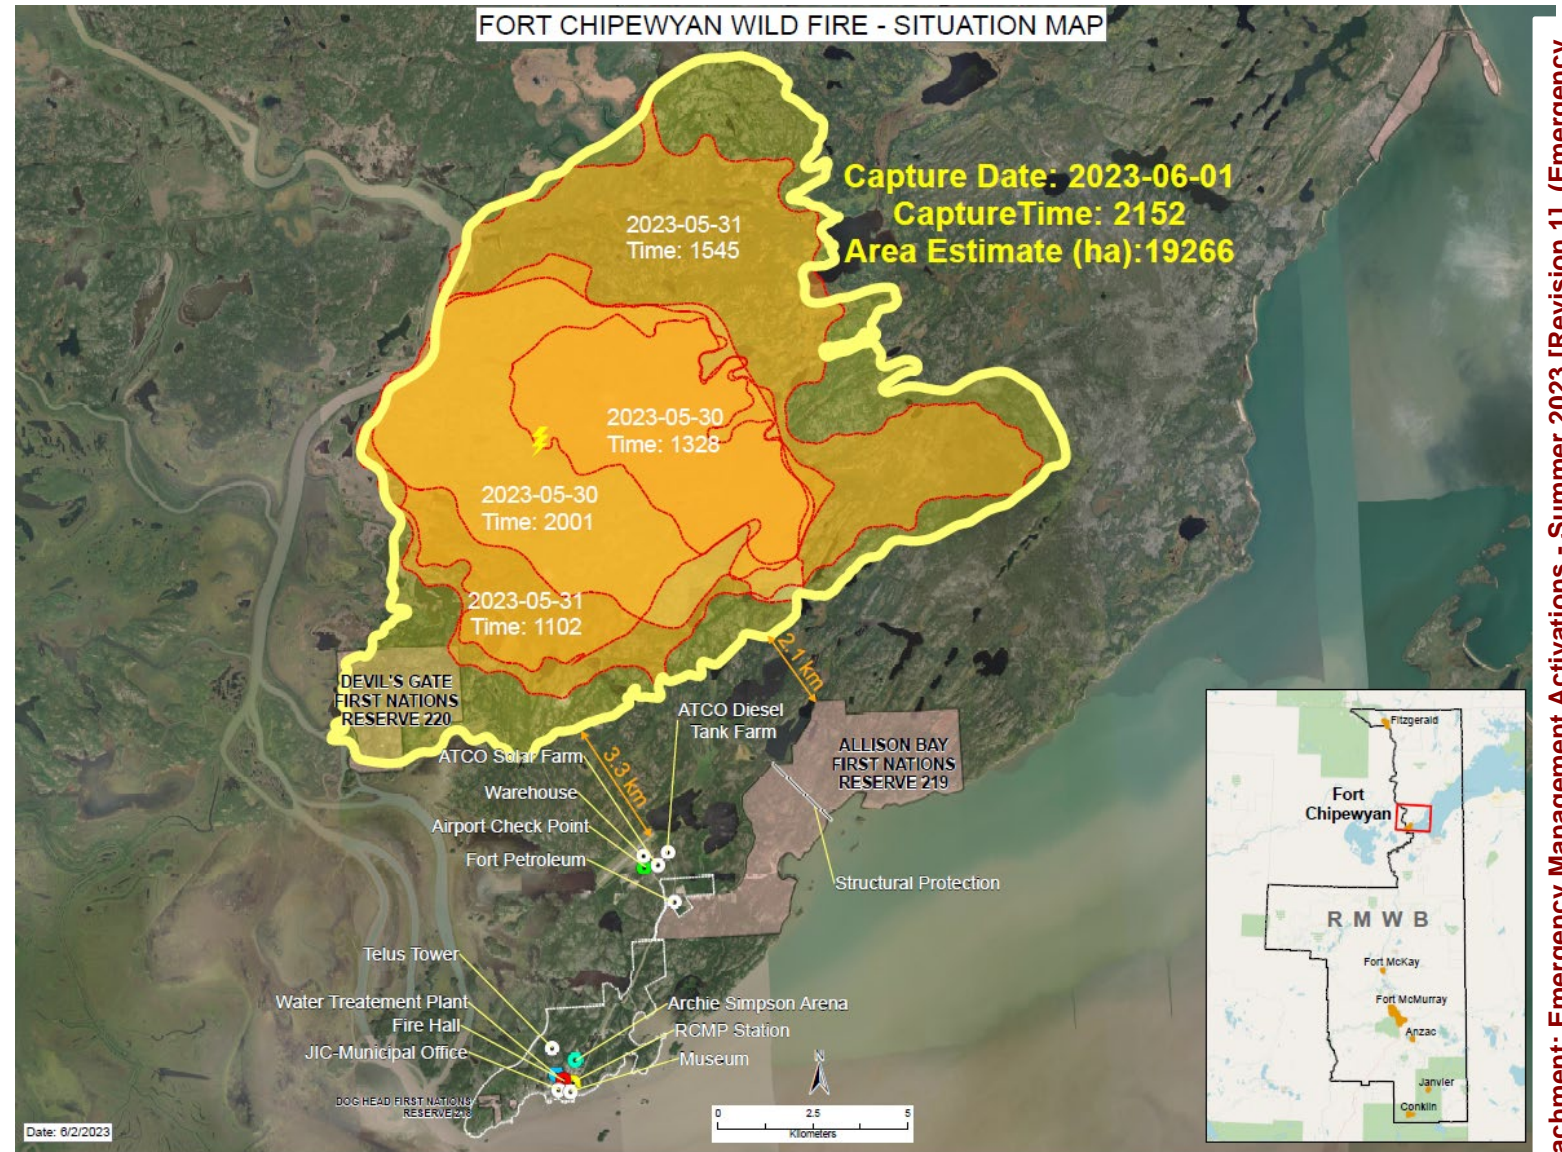 FORT CHIPEWYAN WILD FIRE - SITUATION MAP
Capture Date: 2023-06-01
CaptureTime: 2152
Area Estimate (ha):19266
2023-05-31
Time: 1545
2023-05-30
Time: 1328
2023-05-30
Time: 2001
2023-05-31
Time: 1102
2.1 km
DEVIL'S GATE
FIRST NATIONS
RESERVE 220
ATCO Diesel
Tank Farm
ALLISON BAY
FIRST NATIONS
RESERVE 219
ATCO Solar Farm
3.3 km
Warehouse
Airport Check Point
Fort Petroleum
Structural Protection
Telus Tower
Water Treatement Plant
Fire Hall
JIC-Municipal Office
Archie Simpson Arena
RCMP Station
Museum
DOG HEAD FIRST NATIONS
RESERVE 218
N
0 2.5 5
Kilometers
Date: 6/2/2023
Fitzgerald
Fort
Chipewyan
RMWB
Fort McKay
Fort McMurray
Anzac
Janvier
Conklin
achment: Emergency Management Activations - Summer 2023 [Revision 1] (Emergency